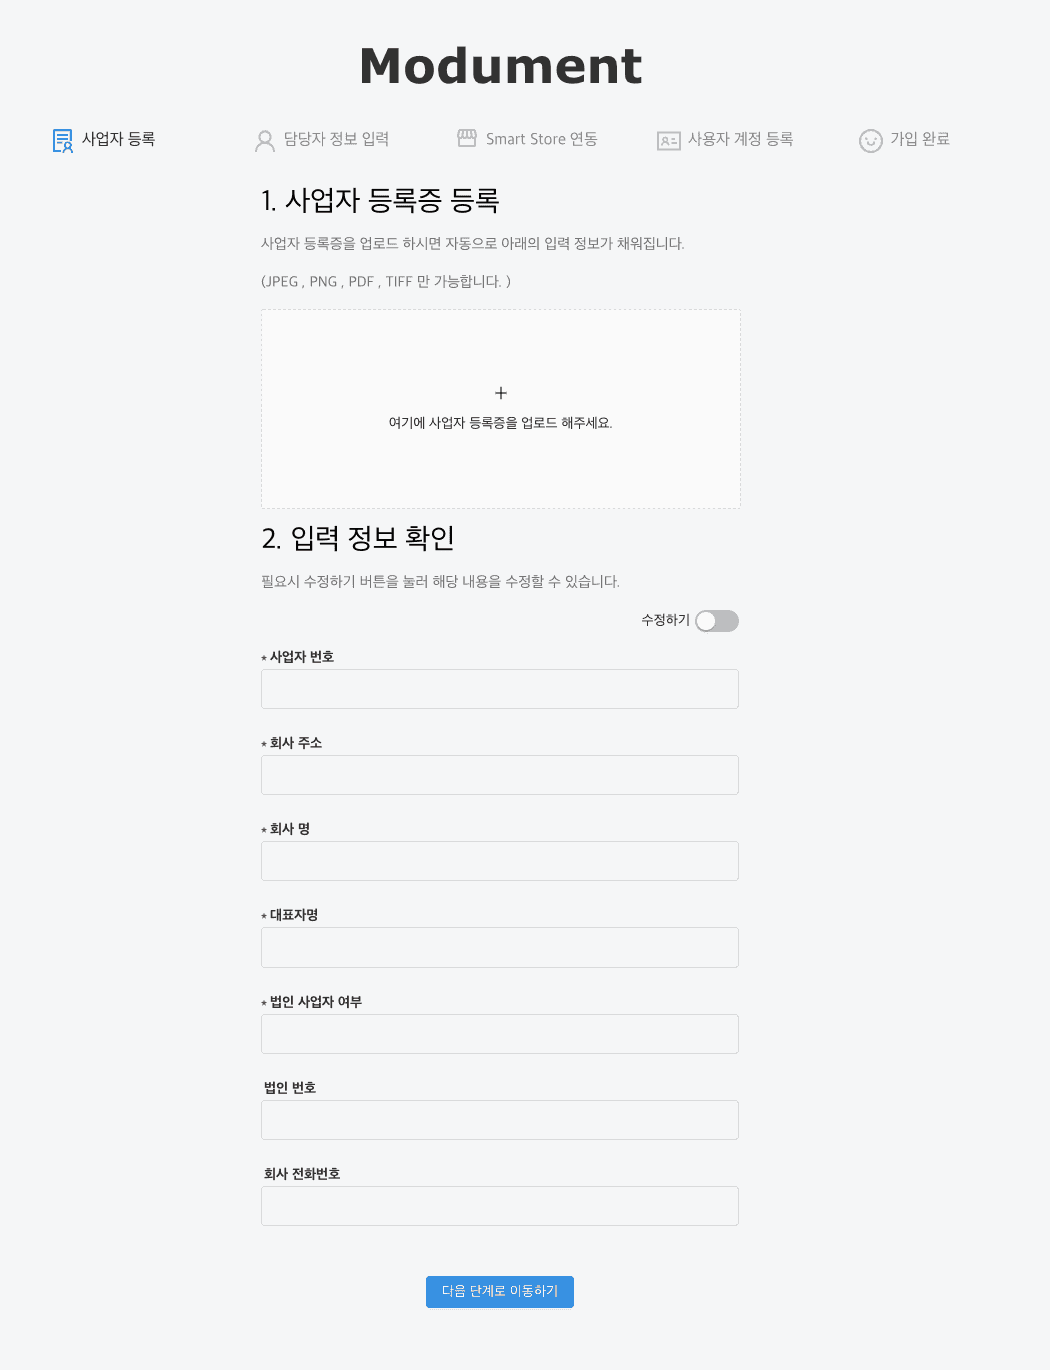 Modument
사업자 등록
담당자 정보 입력
Smart Store 연동
사용자 계정 등록
가입 완료
1. 사업자 등록증 등록
사업자 등록증을 업로드 하시면 자동으로 아래의 입력 정보가 채워집니다.
(JPEG , PNG , PDF , TIFF 만 가능합니다. )
+
여기에 사업자 등록증을 업로드 해주세요.
2. 입력 정보 확인
필요시 수정하기 버튼을 눌러 해당 내용을 수정할 수 있습니다.
수정하기
* 사업자 번호
* 회사 주소
* 회사 명
* 대표자명
* 법인 사업자 여부
법인 번호
회사 전화번호
다음 단계로 이동하기